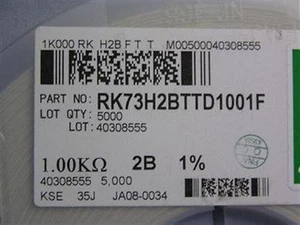 1K000 RK H2B F T T M00500040308555
PART NO: RK73H2BTTD1001F
LOT QTY: 5000
LOT: 40308555
1.00KΩ 2B 1%
40308555 5,000
KSE 35J JA08-0034